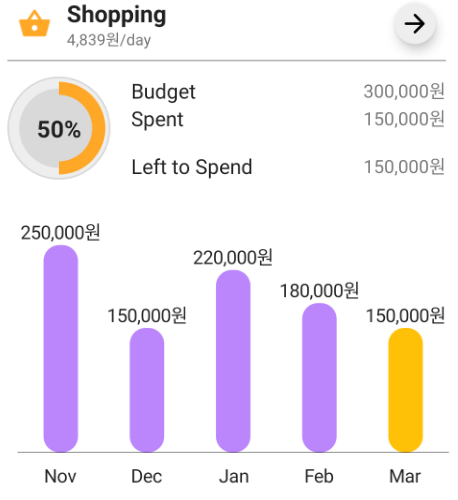 Shopping
4,839원/day
50%
Budget 300,000원
Spent 150,000원
Left to Spend 150,000원
250,000원
220,000원
180,000원
150,000원 150,000원
Nov Dec Jan Feb Mar